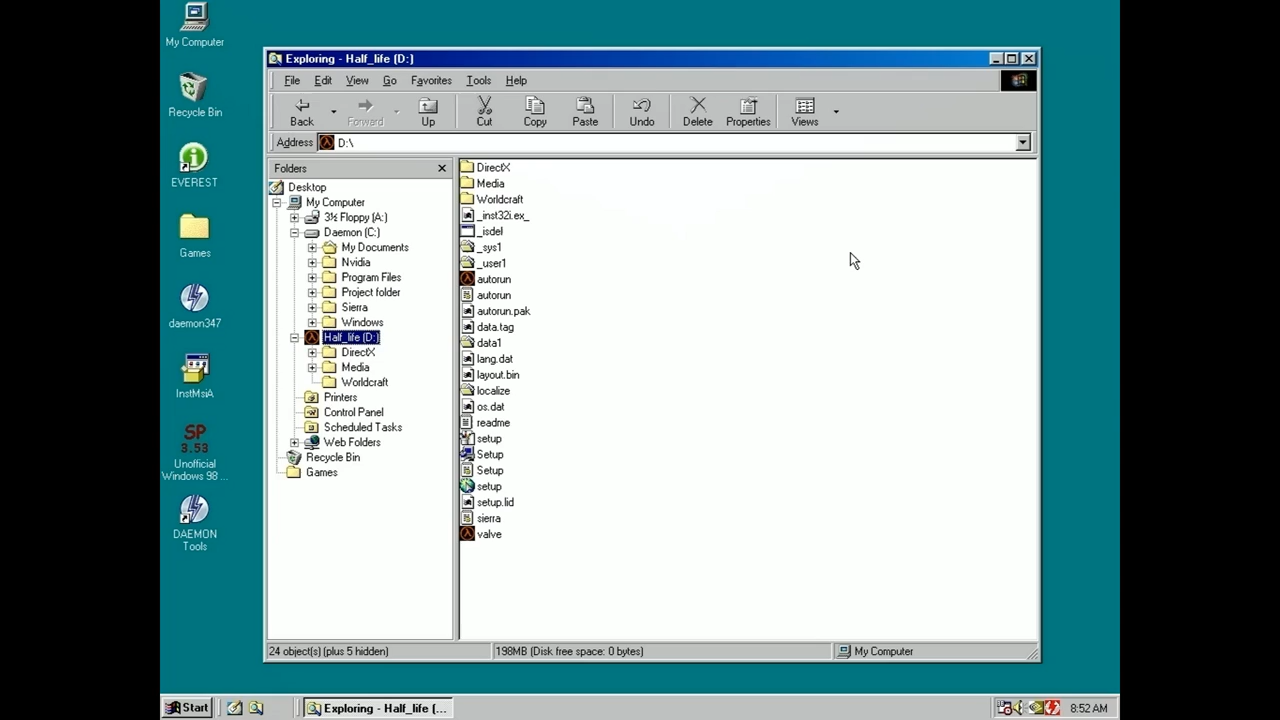 My Computer
Recycle Bin
EVEREST
Games
daemon347
InstMsiA
SP
3.53
Unofficial
Windows 98 ...
DAEMON
Tools
Exploring - Half_life (D:)
File Edit View Go Favorites Tools Help
Back Forward Up Cut Copy Paste Undo Delete Properties Views
Address D:\
Folders
Desktop
My Computer
3½ Floppy (A:)
Daemon (C:)
My Documents
Nvidia
Program Files
Project folder
Sierra
Windows
Half_life (D:)
DirectX
Media
Worldcraft
Printers
Control Panel
Scheduled Tasks
Web Folders
Recycle Bin
Games
DirectX
Media
Worldcraft
_inst32i.ex_
_isdel
_sys1
_user1
autorun
autorun
autorun.pak
data.tag
data1
lang.dat
layout.bin
localize
os.dat
readme
setup
Setup
Setup
setup
setup.lid
sierra
valve
24 object(s) (plus 5 hidden)
198MB (Disk free space: 0 bytes)
My Computer
Start
Exploring - Half_life (...
8:52 AM